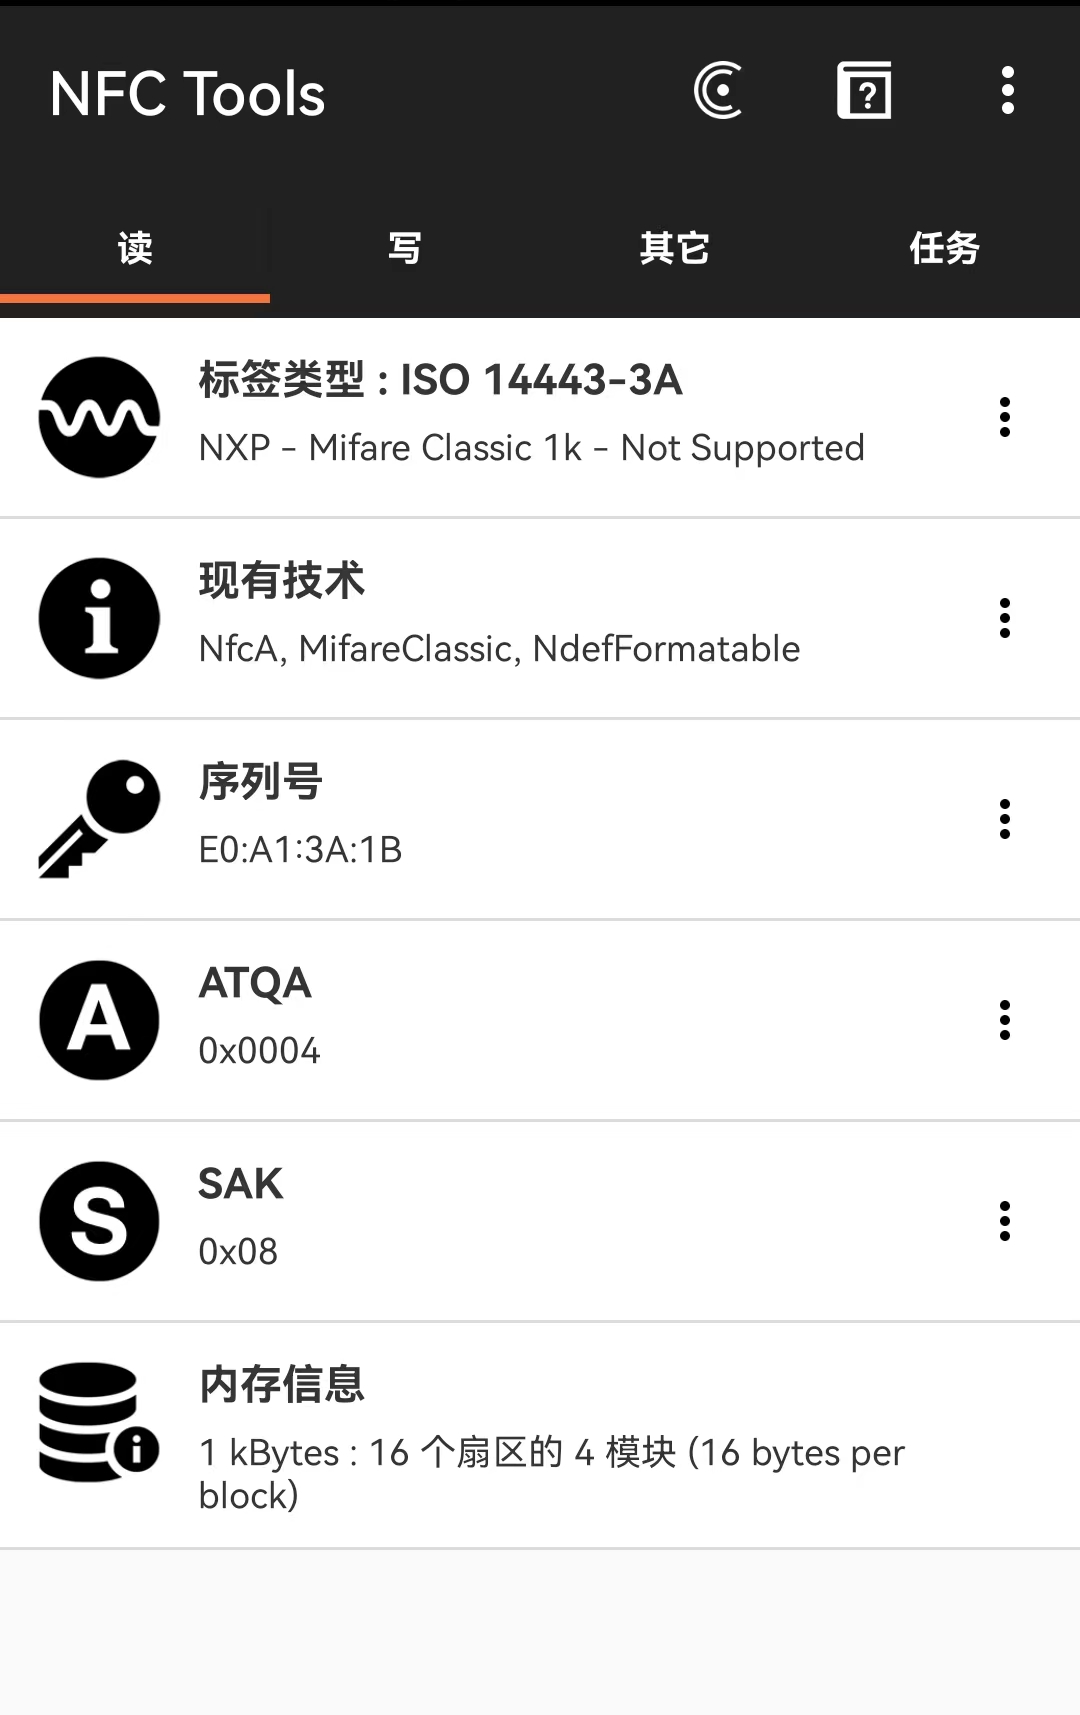 NFC Tools
读 写 其它 任务
标签类型 : ISO 14443-3A
NXP - Mifare Classic 1k - Not Supported
现有技术
NfcA, MifareClassic, NdefFormatable
序列号
E0:A1:3A:1B
ATQA
0x0004
SAK
0x08
内存信息
1 kBytes : 16 个扇区的 4 模块 (16 bytes per
block)